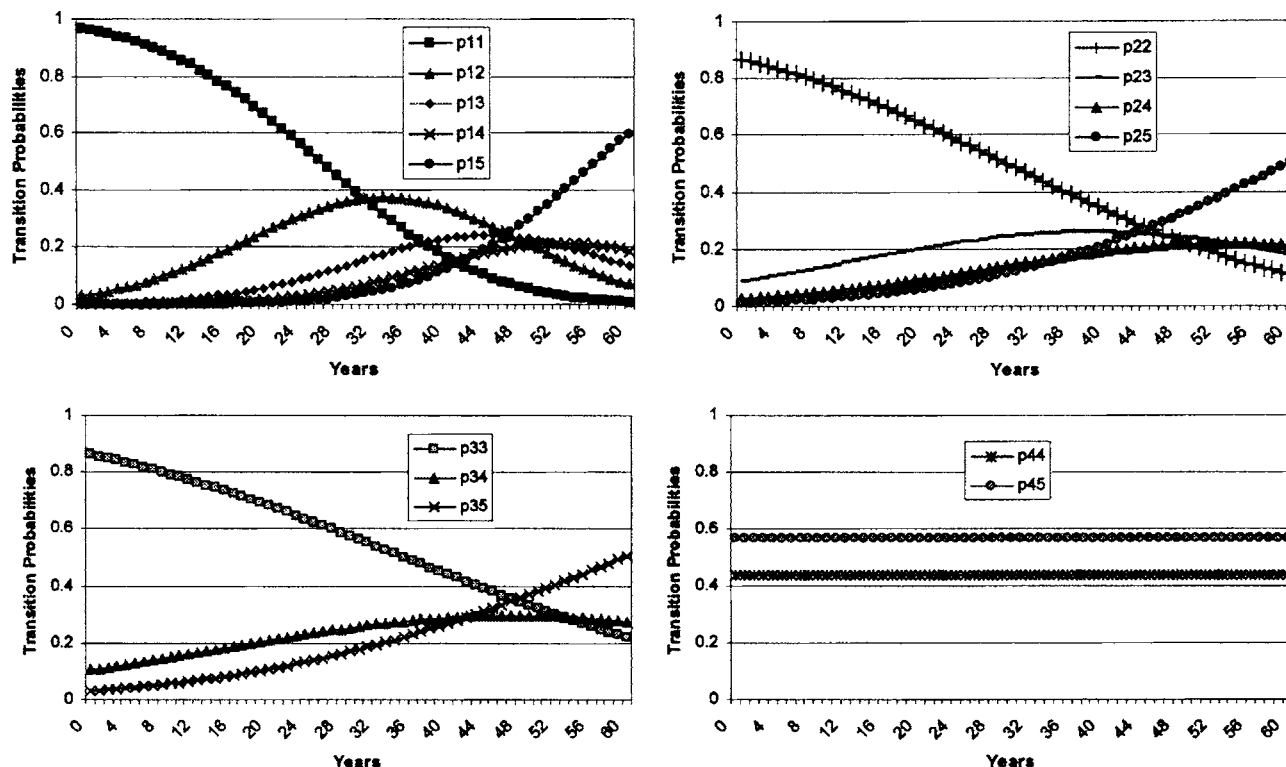 Transition Probabilities
1
0.8
0.6
0.4
0.2
0
p11
p12
p13
p14
p15
0 4 8 12 16 20 24 28 32 36 40 44 48 52 56 60
Years
Transition Probabilities
1
0.8
0.6
0.4
0.2
0
p22
p23
p24
p25
0 4 8 12 16 20 24 28 32 36 40 44 48 52 56 60
Years
Transition Probabilities
1
0.8
0.6
0.4
0.2
0
p33
p34
p35
0 4 8 12 16 20 24 28 32 36 40 44 48 52 56 60
Years
Transition Probabilities
1
0.8
0.6
0.4
0.2
0
p44
p45
0 4 8 12 16 20 24 28 32 36 40 44 48 52 56 60
Years